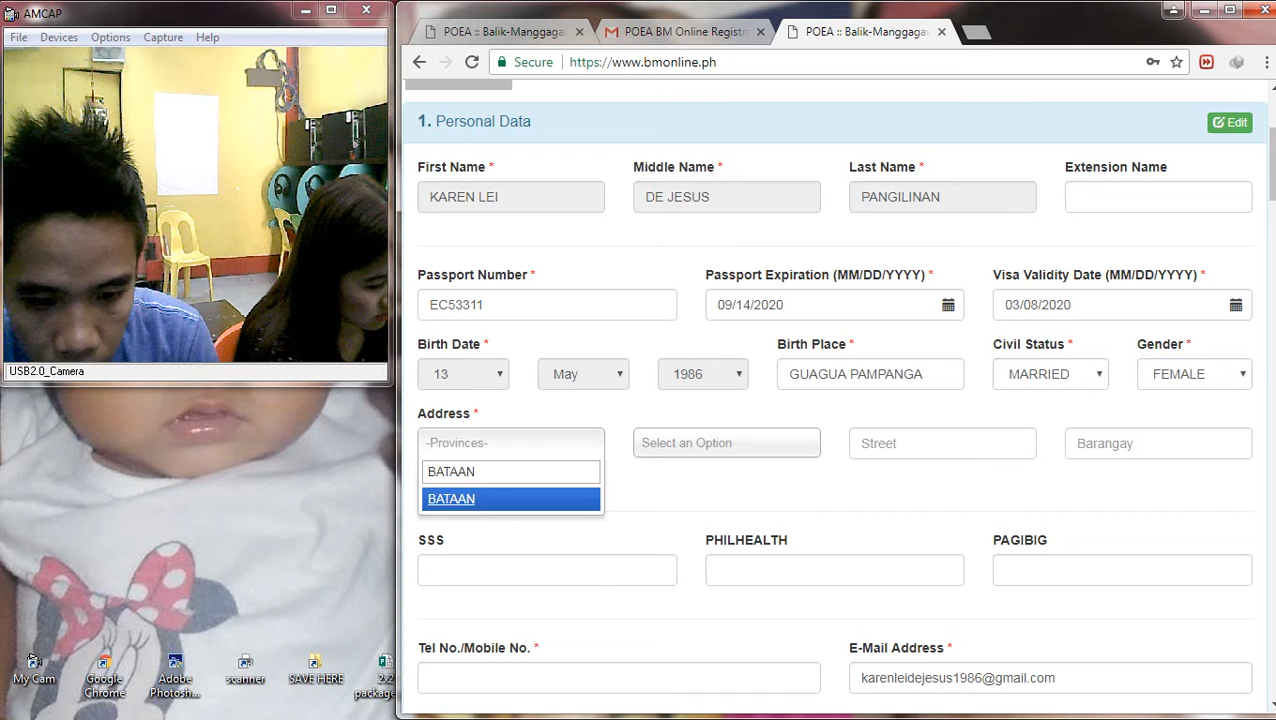 AMCAP
File Devices Options Capture Help
USB2.0_Camera
My Cam
Google Chrome
Adobe Photosh...
scanner
SAVE HERE
2x2 package
POEA :: Balik-Manggaga
POEA BM Online Registr
POEA :: Balik-Manggaga
Secure https://www.bmonline.ph
1. Personal Data
Edit
First Name * Middle Name * Last Name * Extension Name
KAREN LEI DE JESUS PANGILINAN
Passport Number * Passport Expiration (MM/DD/YYYY) * Visa Validity Date (MM/DD/YYYY) *
EC53311 09/14/2020 03/08/2020
Birth Date * Birth Place * Civil Status * Gender *
13 May 1986 GUAGUA PAMPANGA MARRIED FEMALE
Address *
-Provinces- Select an Option Street Barangay
BATAAN
BATAAN
SSS PHILHEALTH PAGIBIG
Tel No./Mobile No. * E-Mail Address *
karenleidejesus1986@gmail.com